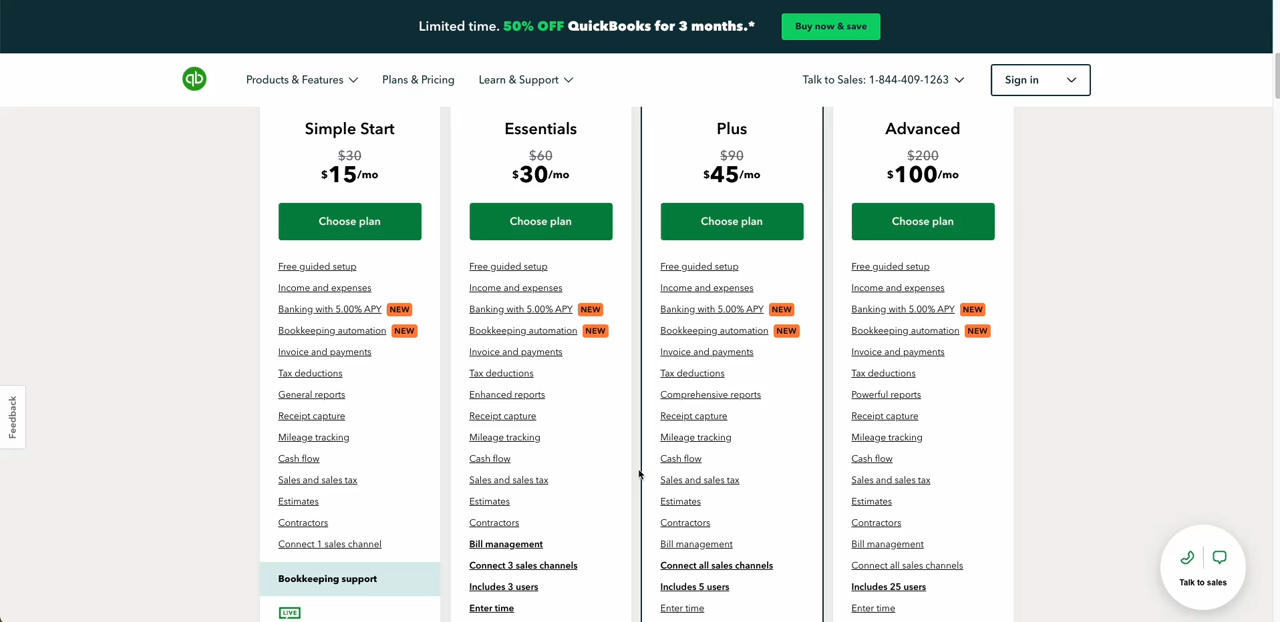 Limited time. 50% OFF QuickBooks for 3 months.*
Buy now & save
qb
Products & Features
Plans & Pricing
Learn & Support
Talk to Sales: 1-844-409-1263
Sign in
Simple Start
$30
$15/mo
Choose plan
Free guided setup
Income and expenses
Banking with 5.00% APY NEW
Bookkeeping automation NEW
Invoice and payments
Tax deductions
General reports
Receipt capture
Mileage tracking
Cash flow
Sales and sales tax
Estimates
Contractors
Connect 1 sales channel
Bookkeeping support
LIVE
Essentials
$60
$30/mo
Choose plan
Free guided setup
Income and expenses
Banking with 5.00% APY NEW
Bookkeeping automation NEW
Invoice and payments
Tax deductions
Enhanced reports
Receipt capture
Mileage tracking
Cash flow
Sales and sales tax
Estimates
Contractors
Bill management
Connect 3 sales channels
Includes 3 users
Enter time
Plus
$90
$45/mo
Choose plan
Free guided setup
Income and expenses
Banking with 5.00% APY NEW
Bookkeeping automation NEW
Invoice and payments
Tax deductions
Comprehensive reports
Receipt capture
Mileage tracking
Cash flow
Sales and sales tax
Estimates
Contractors
Bill management
Connect all sales channels
Includes 5 users
Enter time
Advanced
$200
$100/mo
Choose plan
Free guided setup
Income and expenses
Banking with 5.00% APY NEW
Bookkeeping automation NEW
Invoice and payments
Tax deductions
Powerful reports
Receipt capture
Mileage tracking
Cash flow
Sales and sales tax
Estimates
Contractors
Bill management
Connect all sales channels
Includes 25 users
Enter time
Feedback
Talk to sales